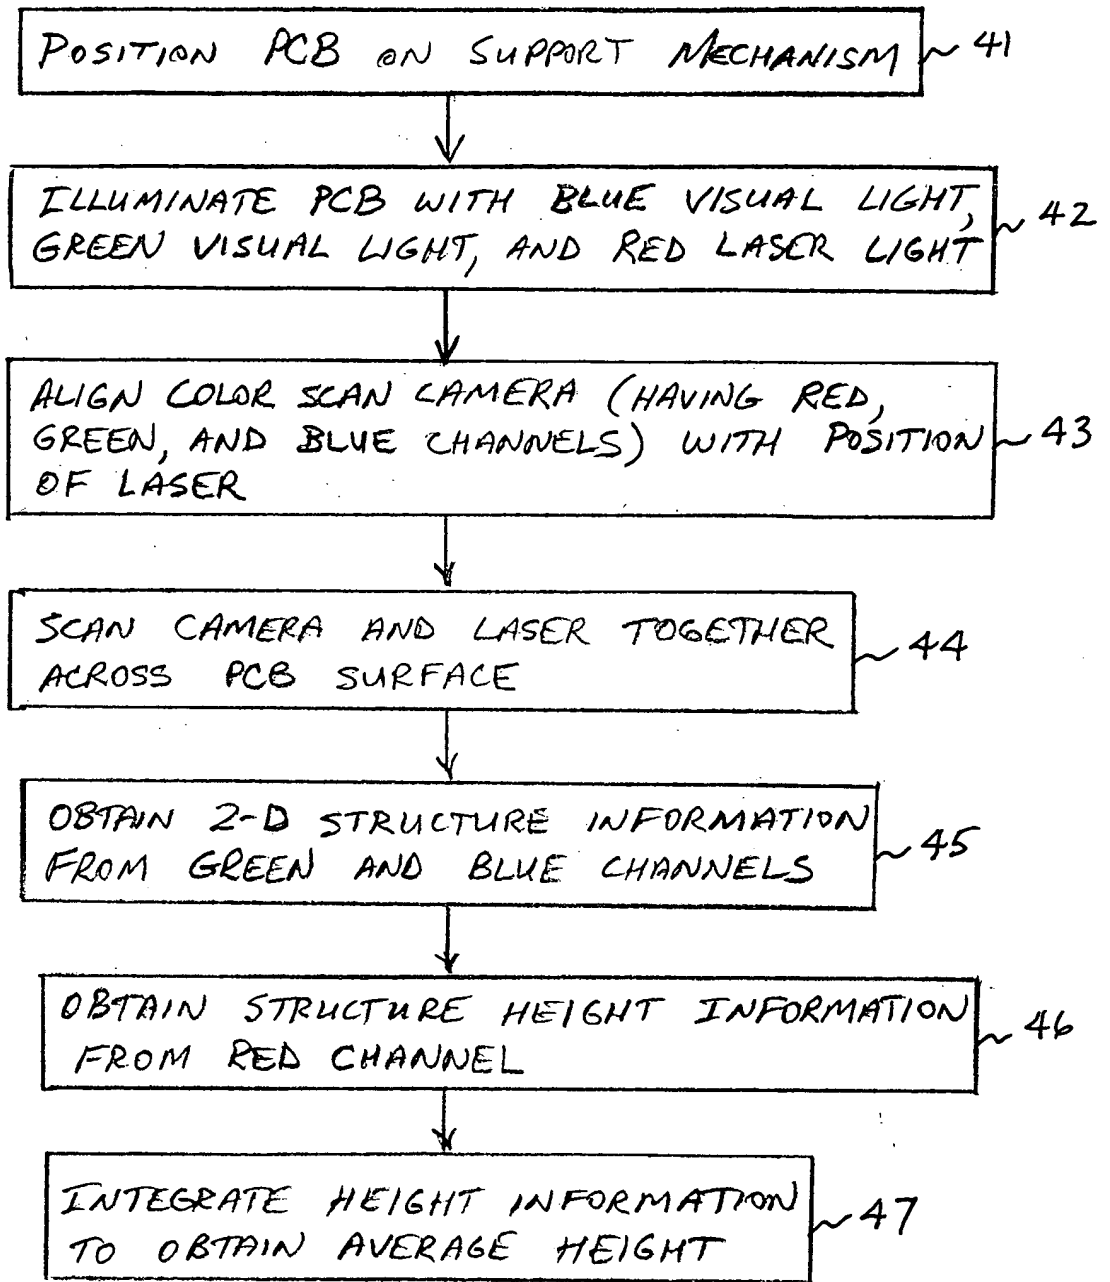 POSITION PCB ON SUPPORT MECHANISM 41
ILLUMINATE PCB WITH BLUE VISUAL LIGHT,
GREEN VISUAL LIGHT, AND RED LASER LIGHT 42
ALIGN COLOR SCAN CAMERA (HAVING RED,
GREEN, AND BLUE CHANNELS) WITH POSITION 43
OF LASER
SCAN CAMERA AND LASER TOGETHER
ACROSS PCB SURFACE 44
OBTAIN 2-D STRUCTURE INFORMATION
FROM GREEN AND BLUE CHANNELS 45
OBTAIN STRUCTURE HEIGHT INFORMATION 46
FROM RED CHANNEL
INTEGRATE HEIGHT INFORMATION 47
TO OBTAIN AVERAGE HEIGHT